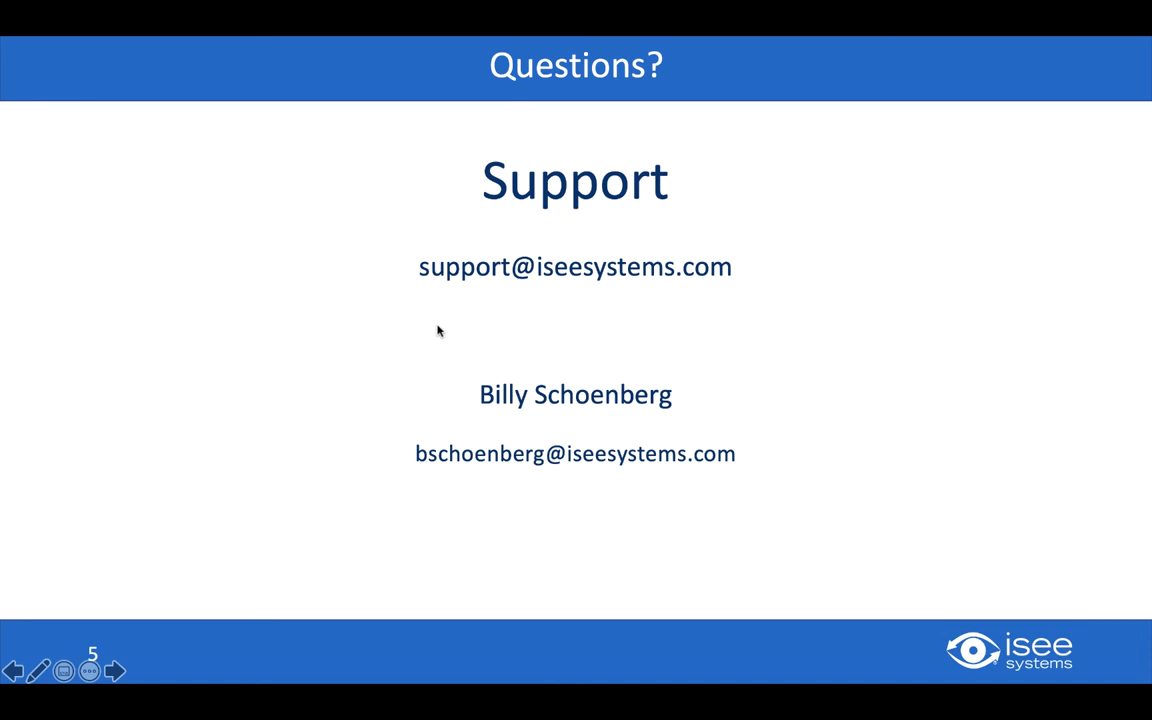 Questions?
Support
support@iseesystems.com
Billy Schoenberg
bschoenberg@iseesystems.com
5
isee
systems